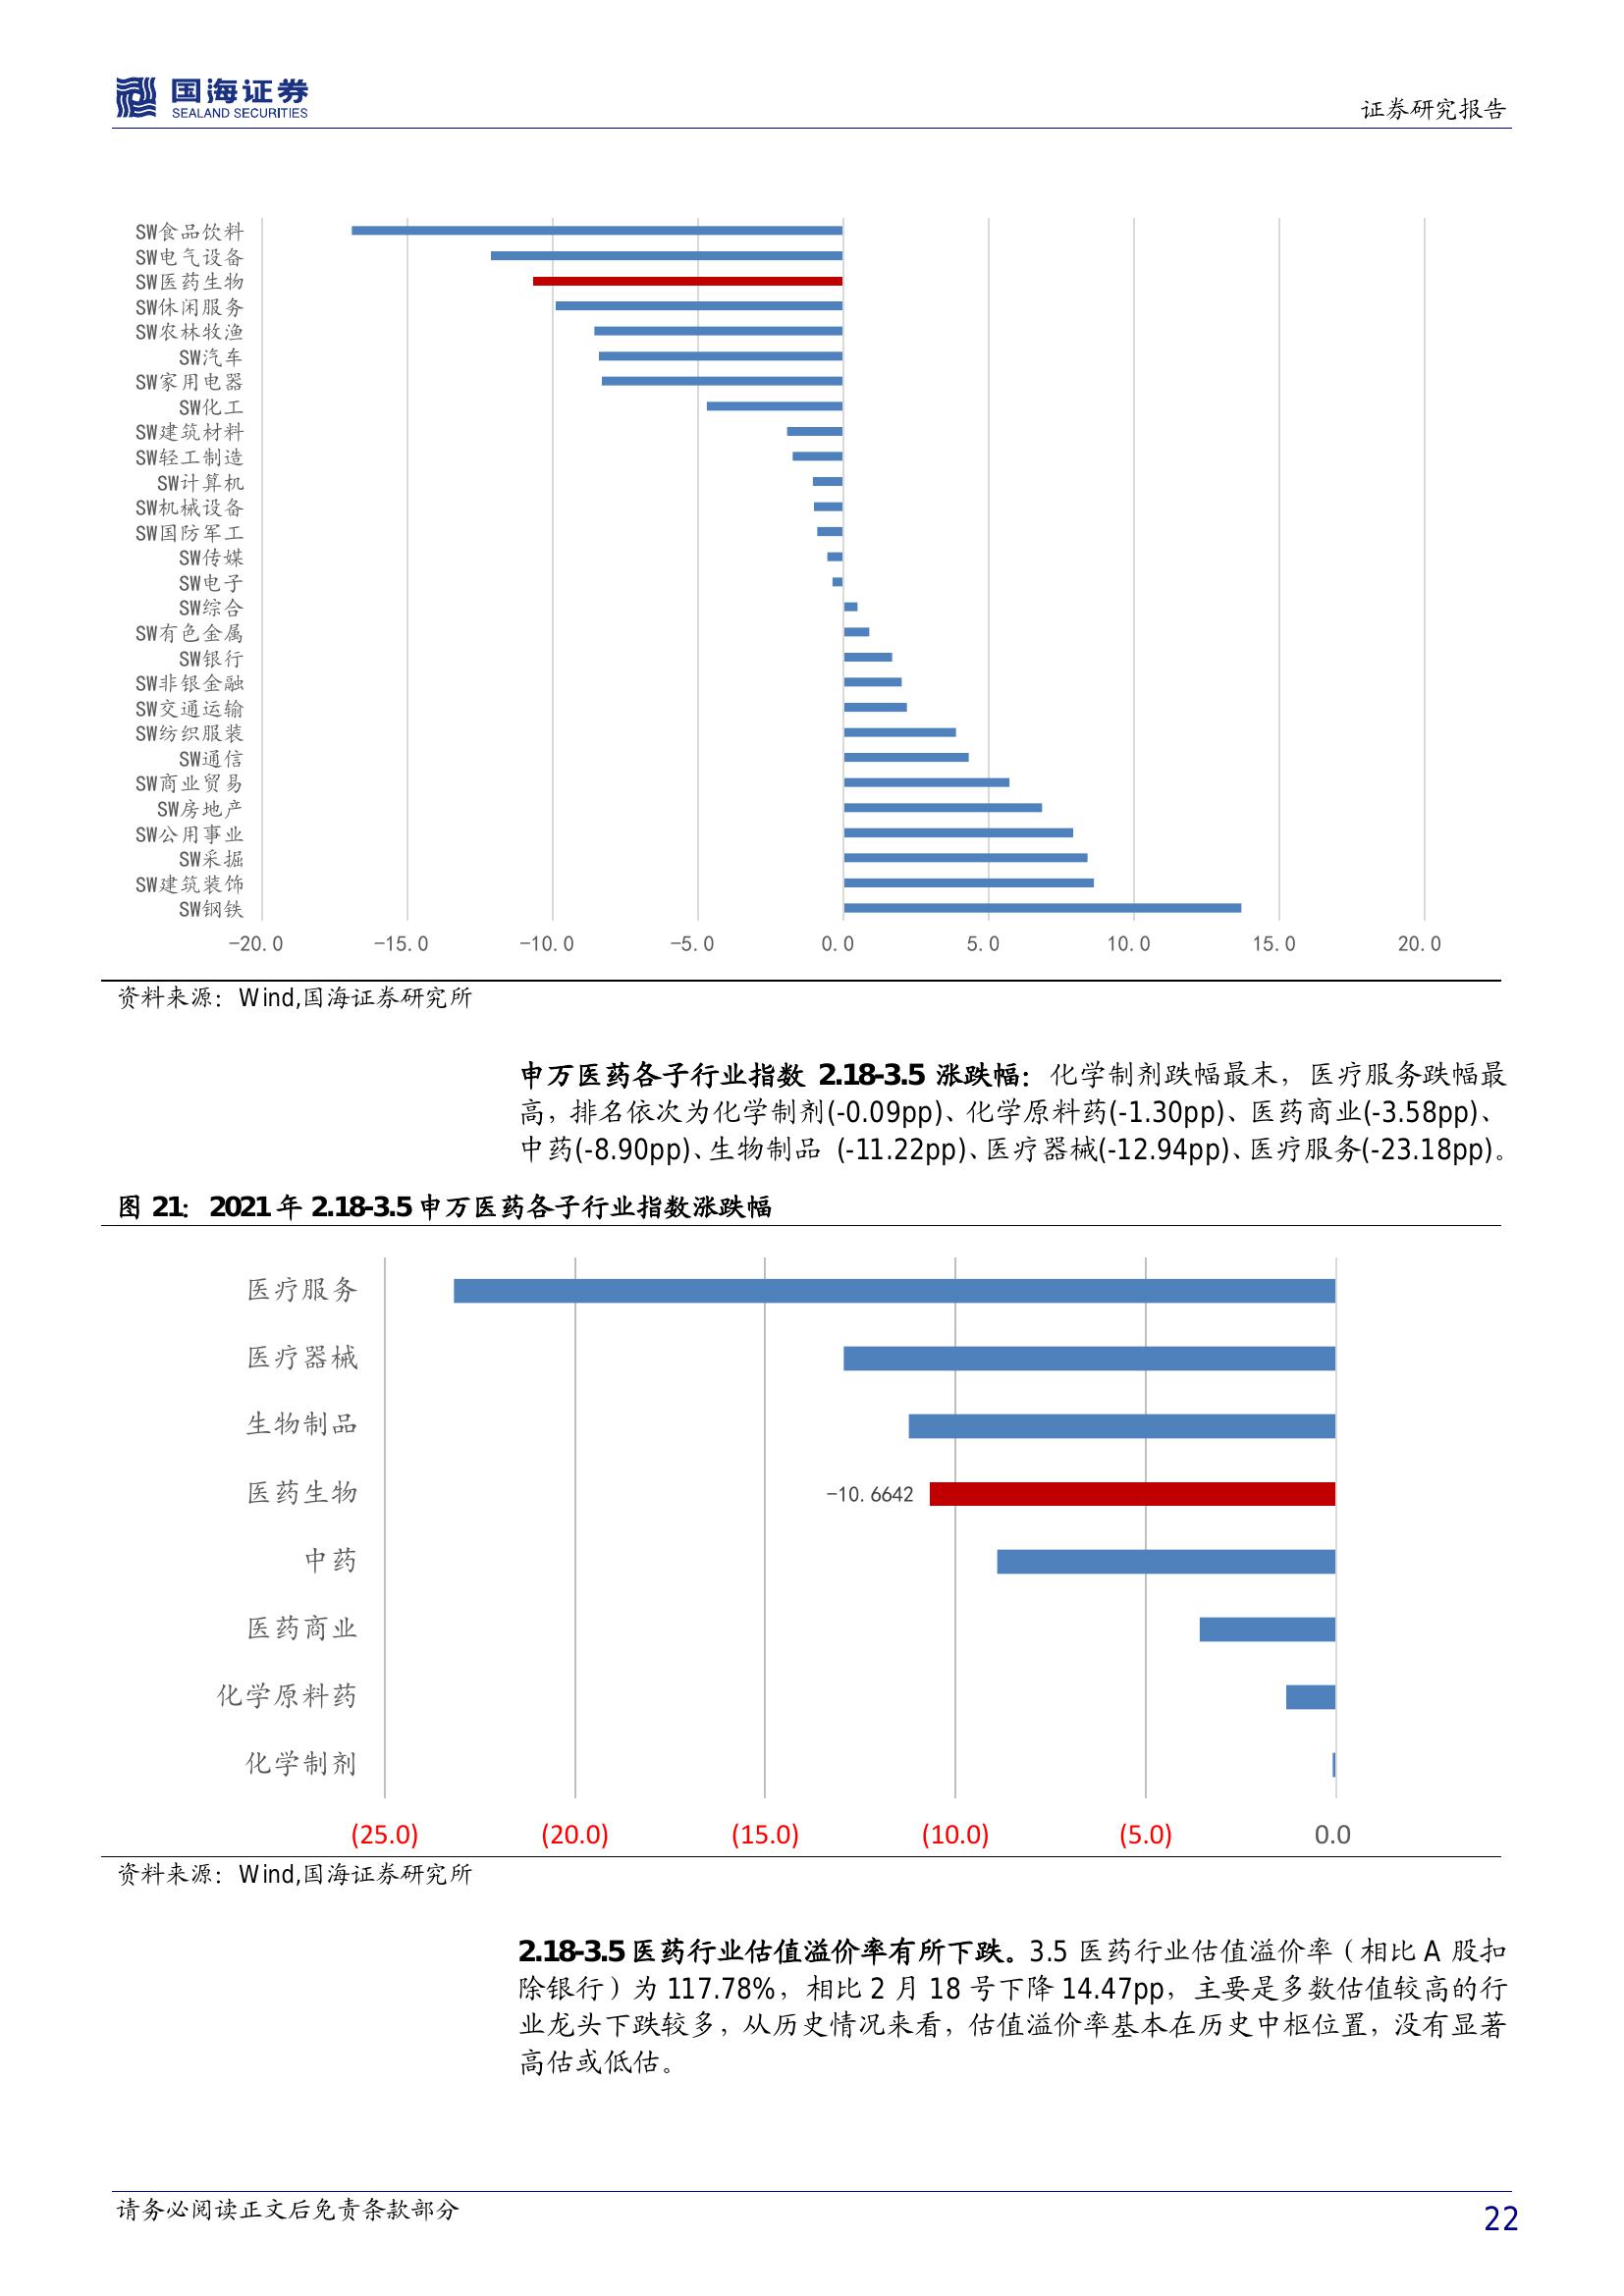 国海证券
SEALAND SECURITIES
证券研究报告
SW食品饮料
SW电气设备
SW医药生物
SW休闲服务
SW农林牧渔
SW汽车
SW家用电器
SW化工
SW建筑材料
SW轻工制造
SW计算机
SW机械设备
SW国防军工
SW传媒
SW电子
SW综合
SW有色金属
SW银行
SW非银金融
SW交通运输
SW纺织服装
SW通信
SW商业贸易
SW房地产
SW公用事业
SW采掘
SW建筑装饰
SW钢铁
-20.0 -15.0 -10.0 -5.0 0.0 5.0 10.0 15.0 20.0
资料来源：Wind,国海证券研究所
申万医药各子行业指数 2.18-3.5 涨跌幅：化学制剂跌幅最末，医疗服务跌幅最
高，排名依次为化学制剂(-0.09pp)、化学原料药(-1.30pp)、医药商业(-3.58pp)、
中药(-8.90pp)、生物制品 (-11.22pp)、医疗器械(-12.94pp)、医疗服务(-23.18pp)。
图 21：2021 年 2.18-3.5 申万医药各子行业指数涨跌幅
医疗服务
医疗器械
生物制品
医药生物
-10.6642
中药
医药商业
化学原料药
化学制剂
(25.0) (20.0) (15.0) (10.0) (5.0) 0.0
资料来源：Wind,国海证券研究所
2.18-3.5 医药行业估值溢价率有所下跌。3.5 医药行业估值溢价率（相比 A 股扣
除银行）为 117.78%，相比 2 月 18 号下降 14.47pp，主要是多数估值较高的行
业龙头下跌较多，从历史情况来看，估值溢价率基本在历史中枢位置，没有显著
高估或低估。
请务必阅读正文后免责条款部分
22